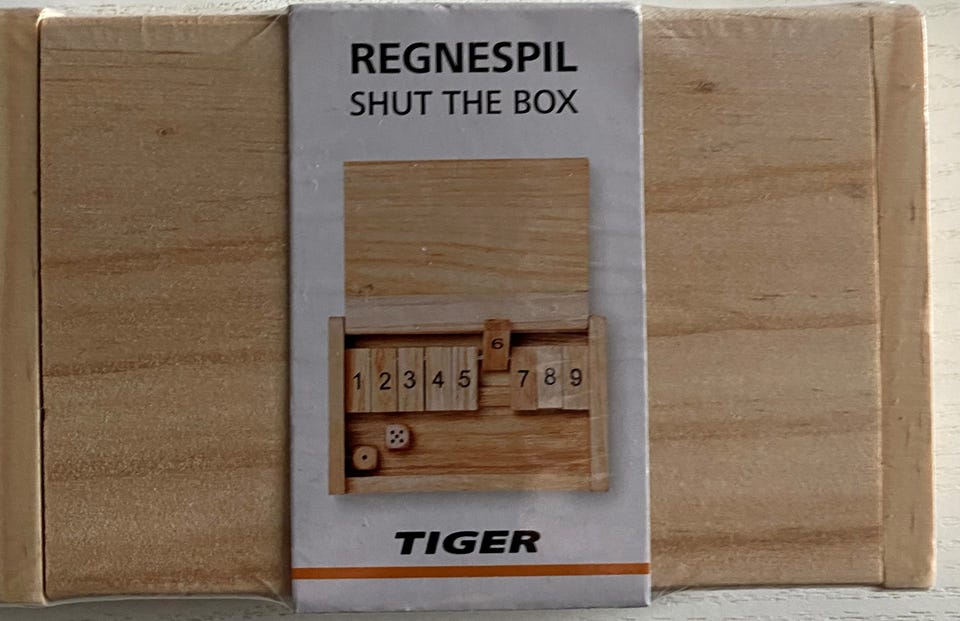 REGNESPIL
SHUT THE BOX
6
1 2 3 4 5 7 8 9
TIGER